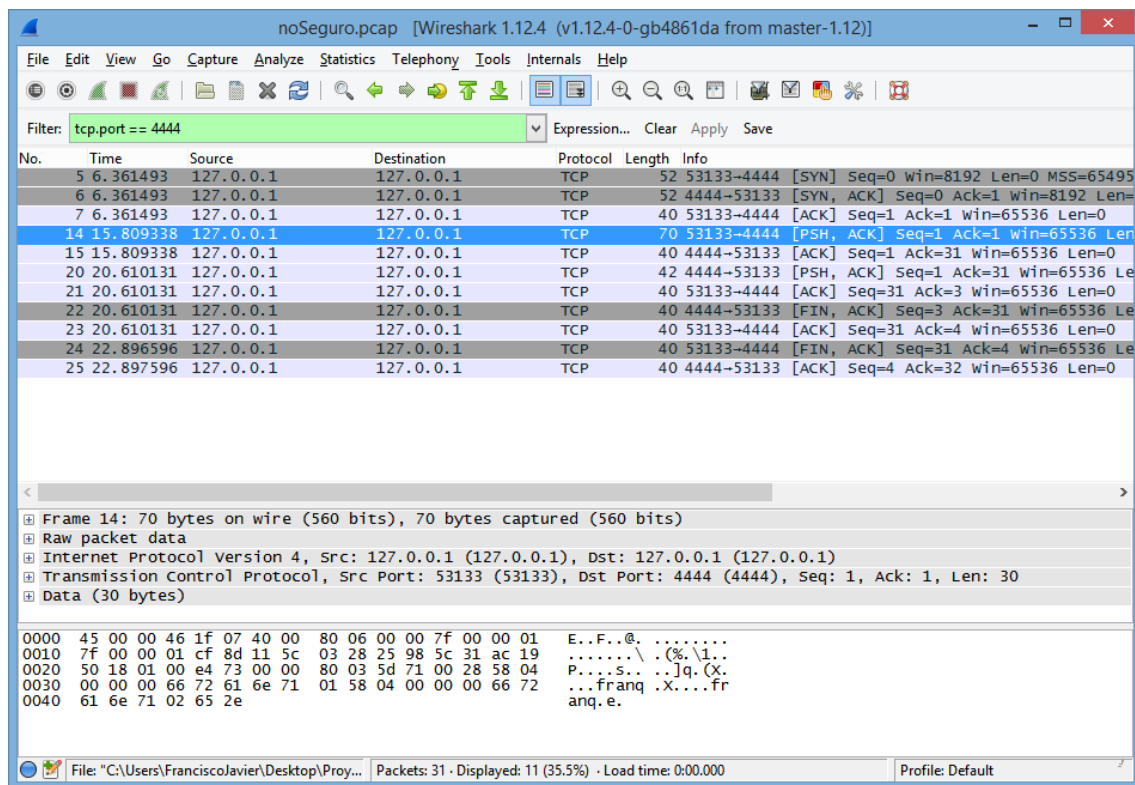 noSeguro.pcap [Wireshark 1.12.4 (v1.12.4-0-gb4861da from master-1.12)]
File Edit View Go Capture Analyze Statistics Telephony Tools Internals Help
Filter: tcp.port == 4444 Expression... Clear Apply Save
No. Time Source Destination Protocol Length Info
5 6.361493 127.0.0.1 127.0.0.1 TCP 52 53133→4444 [SYN] Seq=0 Win=8192 Len=0 MSS=65495
6 6.361493 127.0.0.1 127.0.0.1 TCP 52 4444→53133 [SYN, ACK] Seq=0 Ack=1 Win=8192 Len=
7 6.361493 127.0.0.1 127.0.0.1 TCP 40 53133→4444 [ACK] Seq=1 Ack=1 Win=65536 Len=0
14 15.809338 127.0.0.1 127.0.0.1 TCP 70 53133→4444 [PSH, ACK] Seq=1 Ack=1 Win=65536 Len
15 15.809338 127.0.0.1 127.0.0.1 TCP 40 4444→53133 [ACK] Seq=1 Ack=31 Win=65536 Len=0
20 20.610131 127.0.0.1 127.0.0.1 TCP 42 4444→53133 [PSH, ACK] Seq=1 Ack=31 Win=65536 Le
21 20.610131 127.0.0.1 127.0.0.1 TCP 40 53133→4444 [ACK] Seq=31 Ack=3 Win=65536 Len=0
22 20.610131 127.0.0.1 127.0.0.1 TCP 40 4444→53133 [FIN, ACK] Seq=3 Ack=31 Win=65536 Le
23 20.610131 127.0.0.1 127.0.0.1 TCP 40 53133→4444 [ACK] Seq=31 Ack=4 Win=65536 Len=0
24 22.896596 127.0.0.1 127.0.0.1 TCP 40 53133→4444 [FIN, ACK] Seq=31 Ack=4 Win=65536 Le
25 22.897596 127.0.0.1 127.0.0.1 TCP 40 4444→53133 [ACK] Seq=4 Ack=32 Win=65536 Len=0
Frame 14: 70 bytes on wire (560 bits), 70 bytes captured (560 bits)
Raw packet data
Internet Protocol Version 4, Src: 127.0.0.1 (127.0.0.1), Dst: 127.0.0.1 (127.0.0.1)
Transmission Control Protocol, Src Port: 53133 (53133), Dst Port: 4444 (4444), Seq: 1, Ack: 1, Len: 30
Data (30 bytes)
0000 45 00 00 46 1f 07 40 00 80 06 00 00 7f 00 00 01 E..F..@. ........
0010 7f 00 00 01 cf 8d 11 5c 03 28 25 98 5c 31 ac 19 .......\ .(%.\1..
0020 50 18 01 00 e4 73 00 00 80 03 5d 71 00 28 58 04 P....s.. ..]q.(X.
0030 00 00 00 66 72 61 6e 71 01 58 04 00 00 00 66 72 ...franq .X....fr
0040 61 6e 71 02 65 2e anq.e.
File: "C:\Users\FranciscoJavier\Desktop\Proy... Packets: 31 · Displayed: 11 (35.5%) · Load time: 0:00.000 Profile: Default